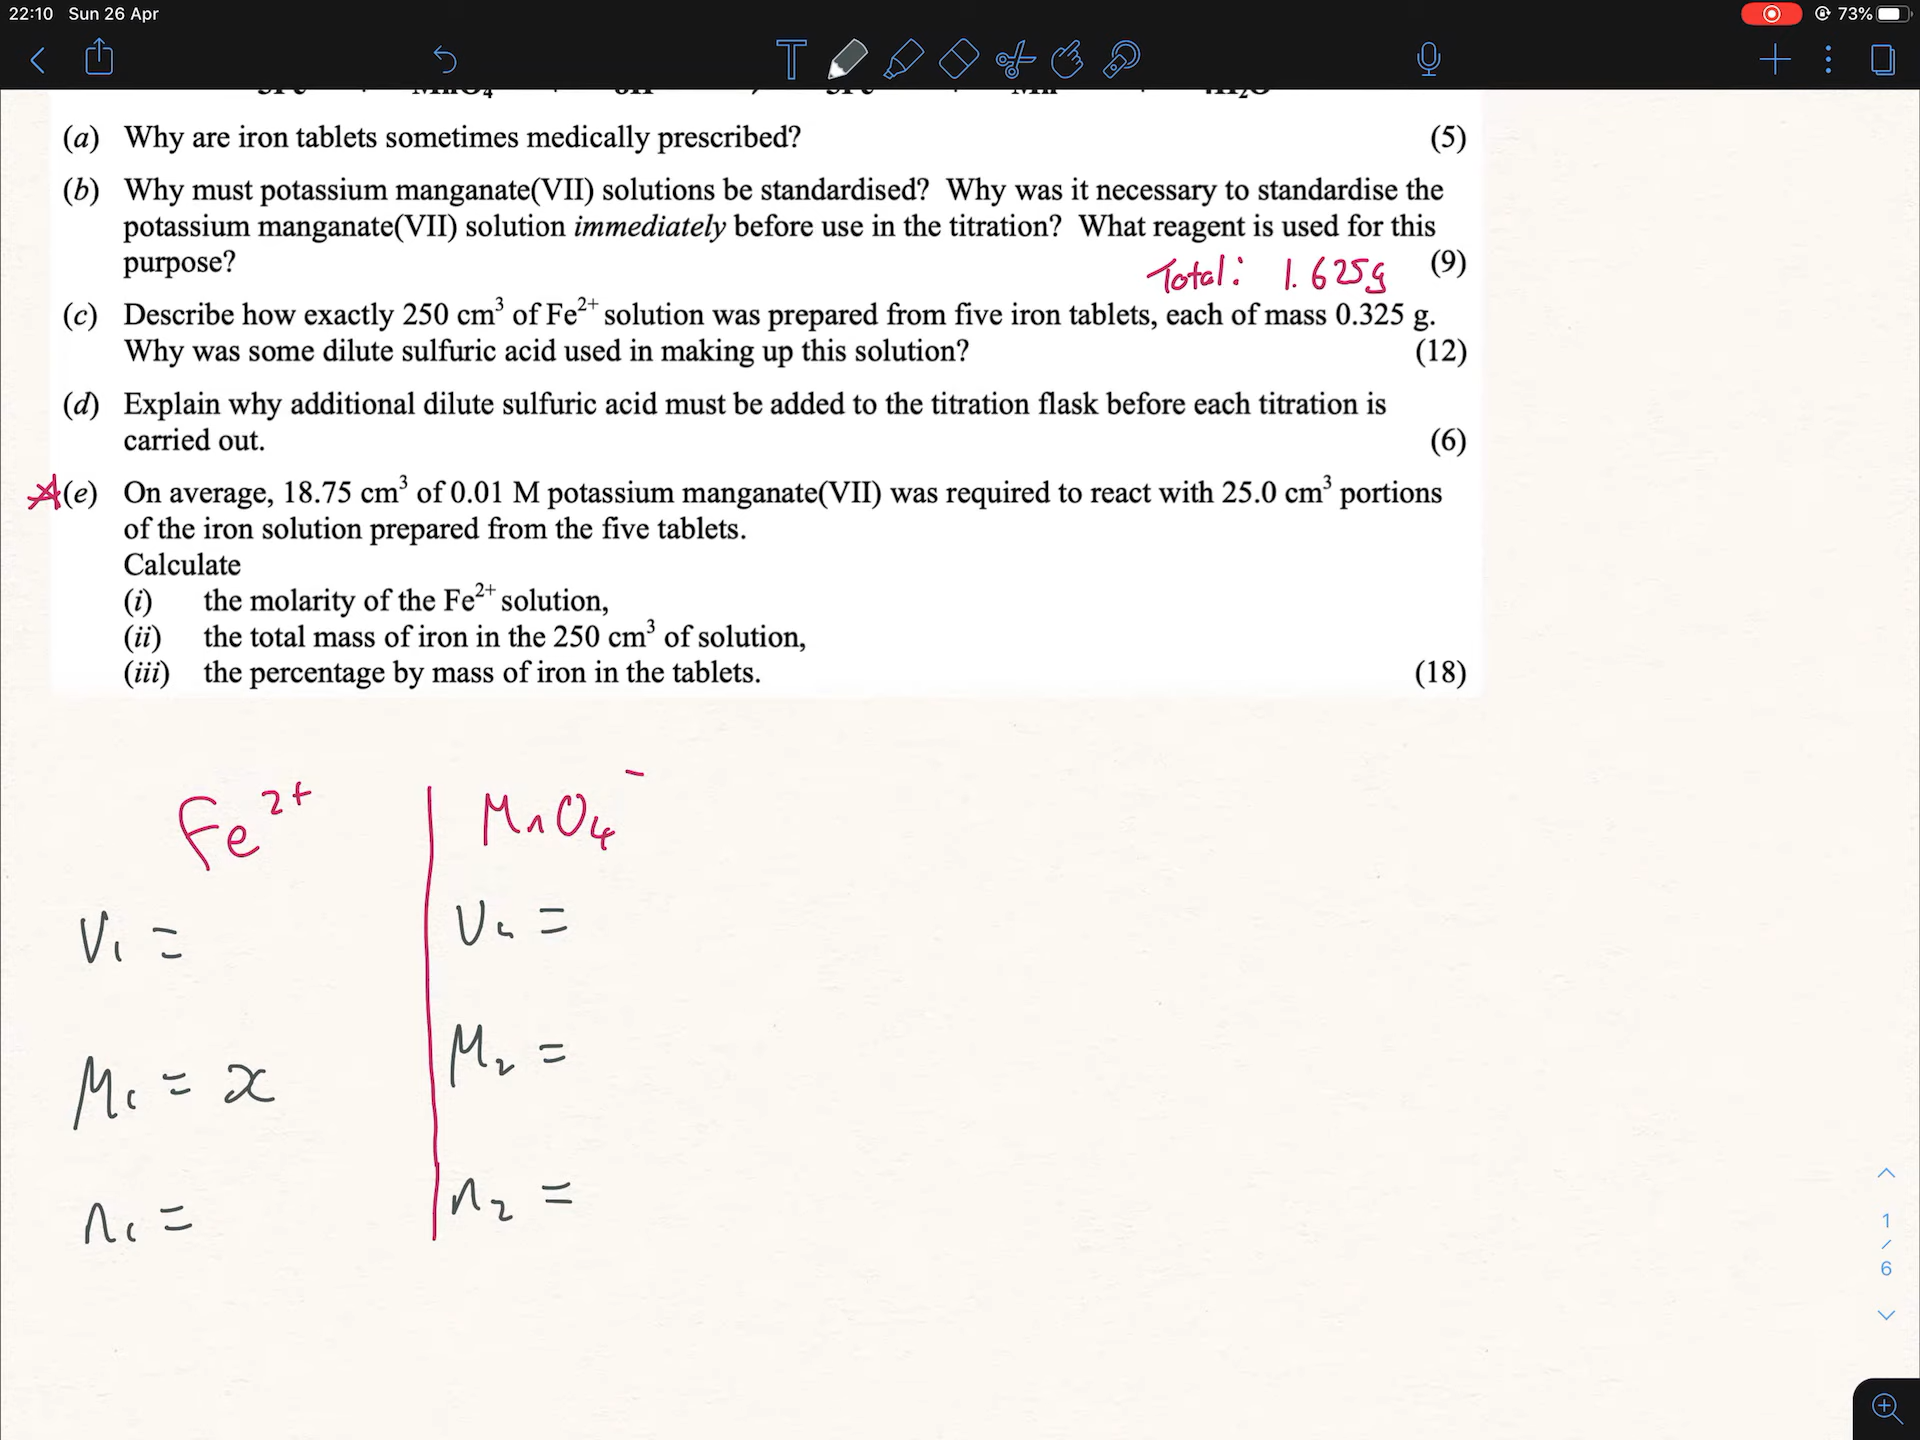 22:10 Sun 26 Apr
73%
(a) Why are iron tablets sometimes medically prescribed? (5)
(b) Why must potassium manganate(VII) solutions be standardised? Why was it necessary to standardise the
potassium manganate(VII) solution immediately before use in the titration? What reagent is used for this
purpose? (9)
Total: 1.625g
(c) Describe how exactly 250 cm³ of Fe²⁺ solution was prepared from five iron tablets, each of mass 0.325 g.
Why was some dilute sulfuric acid used in making up this solution? (12)
(d) Explain why additional dilute sulfuric acid must be added to the titration flask before each titration is
carried out. (6)
(e) On average, 18.75 cm³ of 0.01 M potassium manganate(VII) was required to react with 25.0 cm³ portions
of the iron solution prepared from the five tablets.
Calculate
(i) the molarity of the Fe²⁺ solution,
(ii) the total mass of iron in the 250 cm³ of solution,
(iii) the percentage by mass of iron in the tablets. (18)
Fe²⁺ MnO₄⁻
V₁ = V₂ =
M₁ = x M₂ =
n₁ = n₂ =
1
/
6